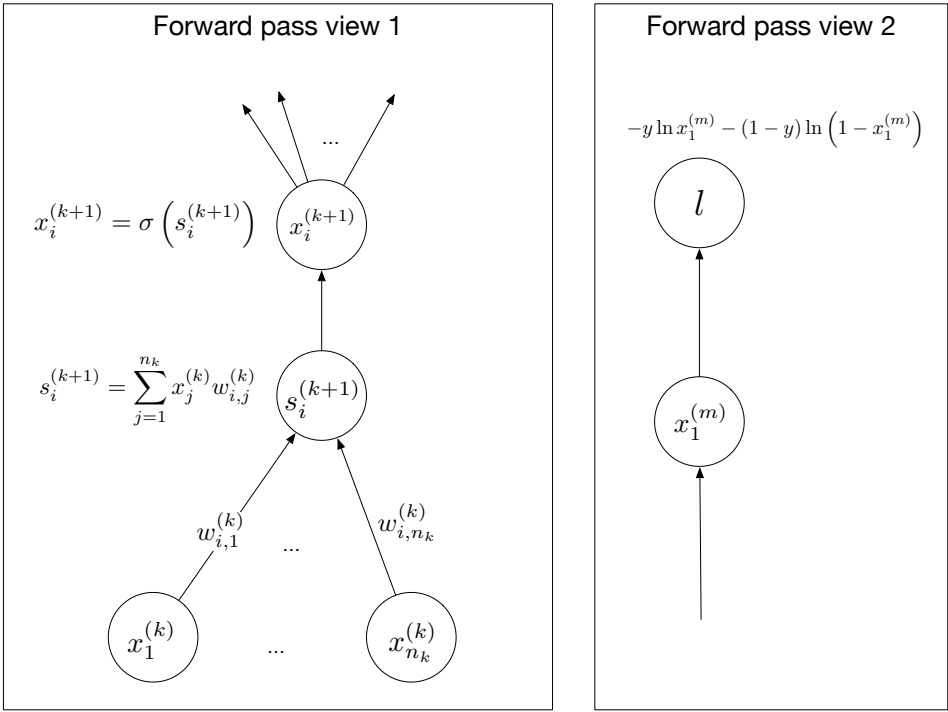 Forward pass view 1
...
$x_i^{(k+1)} = \sigma\left(s_i^{(k+1)}\right)$
$x_i^{(k+1)}$
$s_i^{(k+1)} = \sum_{j=1}^{n_k} x_j^{(k)} w_{i,j}^{(k)}$
$s_i^{(k+1)}$
$w_{i,1}^{(k)}$
...
$w_{i,n_k}^{(k)}$
$x_1^{(k)}$
...
$x_{n_k}^{(k)}$
Forward pass view 2
$-y \ln x_1^{(m)} - (1-y) \ln\left(1 - x_1^{(m)}\right)$
$l$
$x_1^{(m)}$